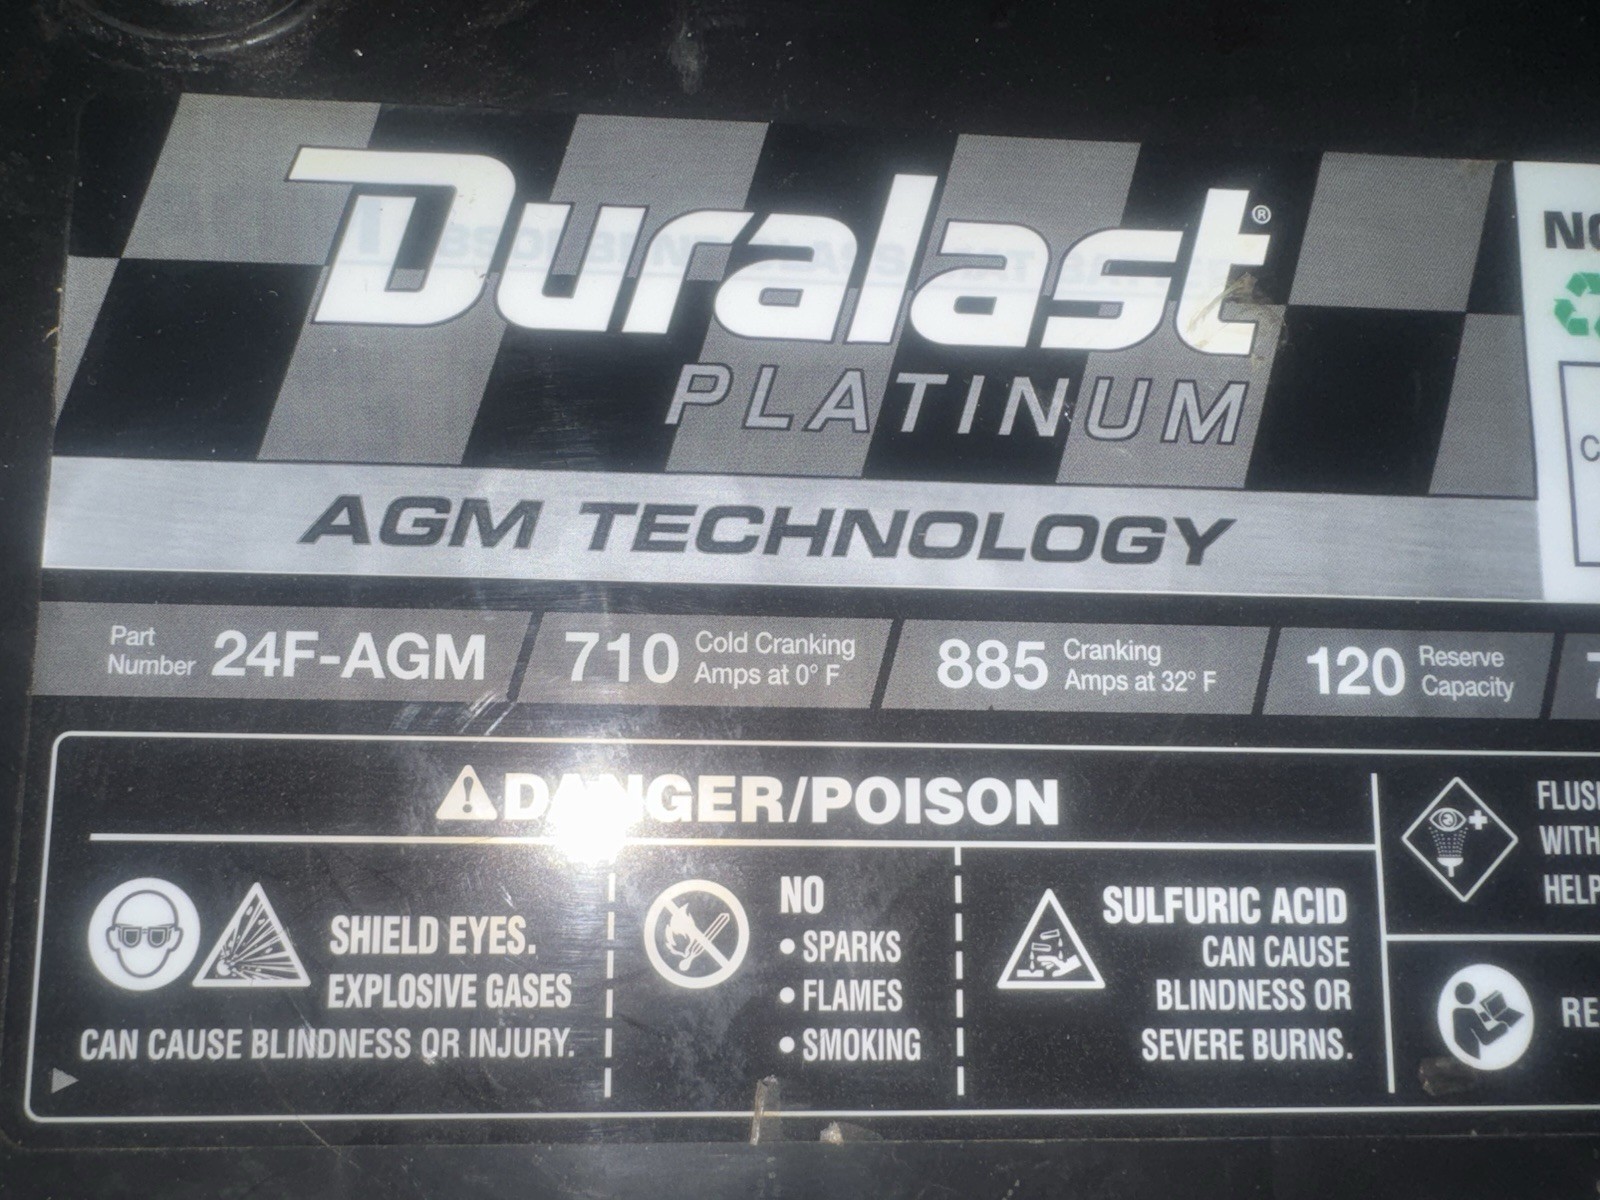 Duralast®
PLATINUM
AGM TECHNOLOGY
Part Number 24F-AGM
710 Cold Cranking Amps at 0° F
885 Cranking Amps at 32° F
120 Reserve Capacity
DANGER/POISON
SHIELD EYES.
EXPLOSIVE GASES
CAN CAUSE BLINDNESS OR INJURY.
NO
• SPARKS
• FLAMES
• SMOKING
SULFURIC ACID
CAN CAUSE
BLINDNESS OR
SEVERE BURNS.
WITH
HELP